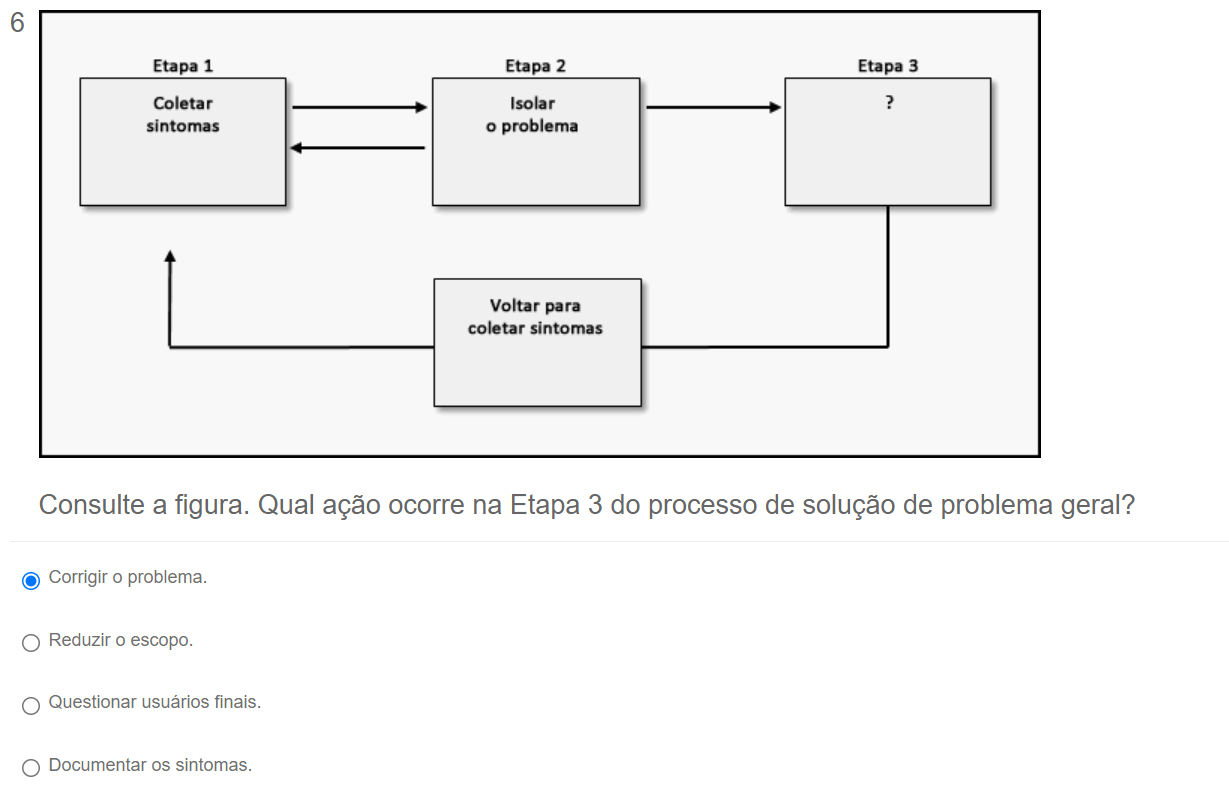 6
Etapa 1
Etapa 2
Etapa 3
Coletar
sintomas
Isolar
o problema
?
Voltar para
coletar sintomas
Consulte a figura. Qual ação ocorre na Etapa 3 do processo de solução de problema geral?
Corrigir o problema.
Reduzir o escopo.
Questionar usuários finais.
Documentar os sintomas.